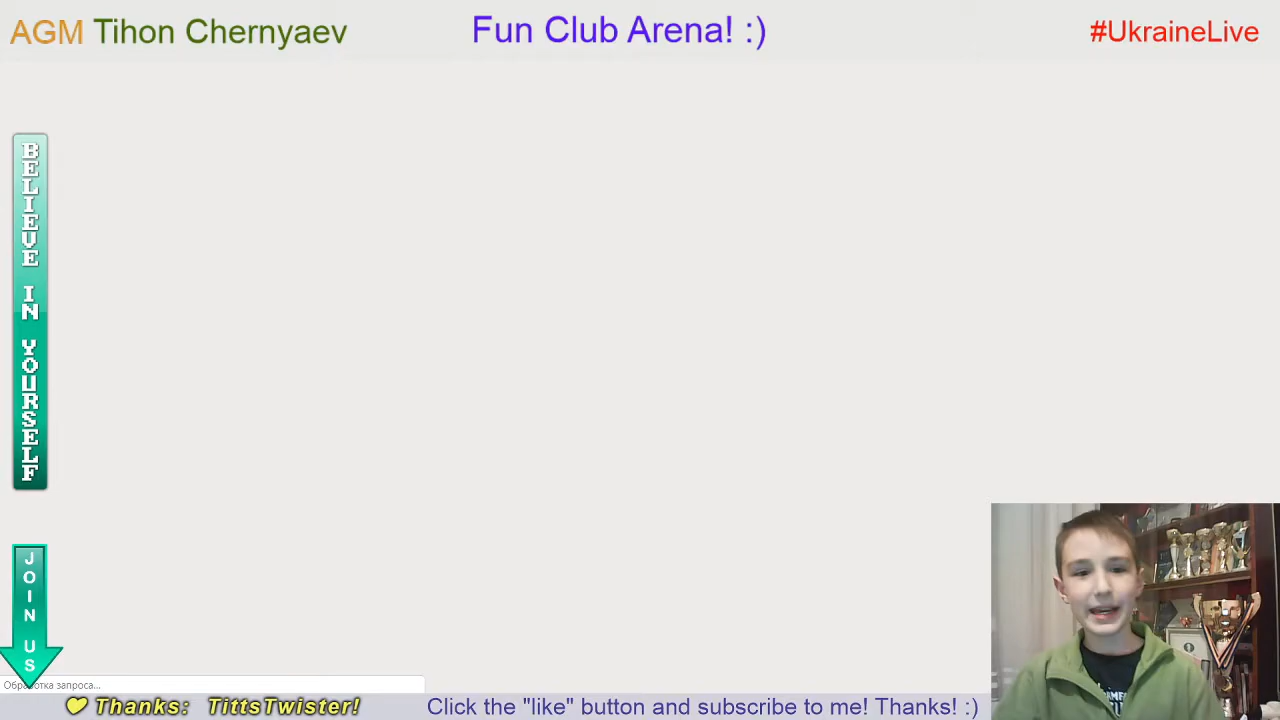 AGM Tihon Chernyaev
Fun Club Arena! :)
#UkraineLive
BELIEVE IN YOURSELF
JOIN US
Обработка запроса...
Thanks: TittsTwister!
Click the "like" button and subscribe to me! Thanks! :)